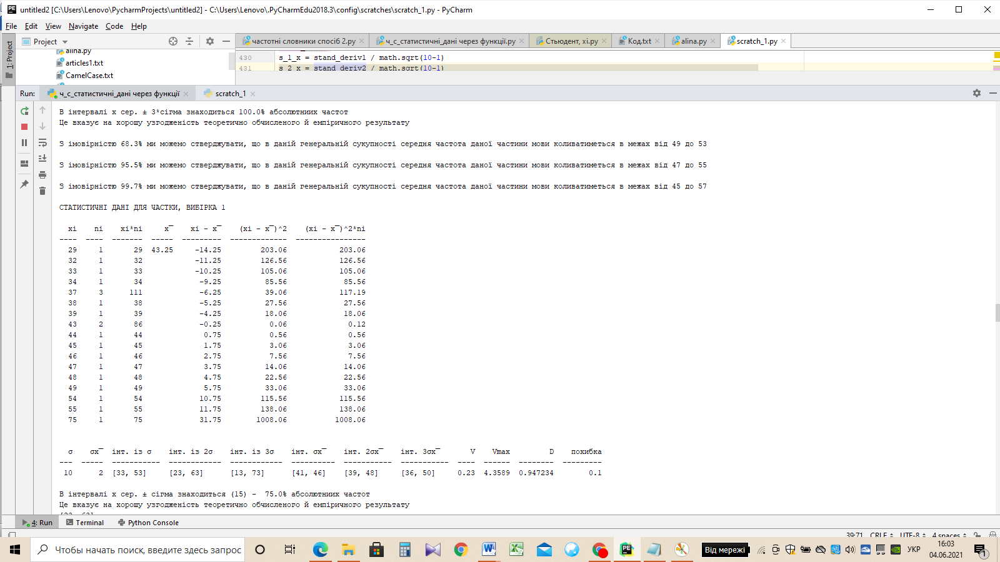 untitled2 [C:\Users\Lenovo\PycharmProjects\untitled2] - C:\Users\Lenovo\.PyCharmEdu2018.3\config\scratches\scratch_1.py - PyCharm
File Edit View Navigate Code Help
1: Project
Project
частотні словники спосіб 2.py ч_с_статистичні_дані через функції.py Стьюдент, хі.py Код.txt alina.py scratch_1.py
alina.py
articles1.txt
CamelCase.txt
430 s_1_x = stand_deriv1 / math.sqrt(10-1)
431 s_2_x = stand_deriv2 / math.sqrt(10-1)
Run: ч_с_статистичні_дані через функції scratch_1
В інтервалі x сер. ± 3*сігма знаходиться 100.0% абсолютниих частот
Це вказує на хорошу узгодженість теоретично обчисленого й емпіричного результату
З імовірністю 68.3% ми можемо стверджувати, що в даній генеральній сукупності середня частота даної частини мови коливатиметься в межах від 49 до 53
З імовірністю 95.5% ми можемо стверджувати, що в даній генеральній сукупності середня частота даної частини мови коливатиметься в межах від 47 до 55
З імовірністю 99.7% ми можемо стверджувати, що в даній генеральній сукупності середня частота даної частини мови коливатиметься в межах від 45 до 57
СТАТИСТИЧНІ ДАНІ ДЛЯ ЧАСТКИ, ВИБІРКА 1
xi ni xi*ni x‾ xi - x‾ (xi - x‾)^2 (xi - x‾)^2*ni
---- ---- ------- ----- --------- ------------- ----------------
29 1 29 43.25 -14.25 203.06 203.06
32 1 32 -11.25 126.56 126.56
33 1 33 -10.25 105.06 105.06
34 1 34 -9.25 85.56 85.56
37 3 111 -6.25 39.06 117.19
38 1 38 -5.25 27.56 27.56
39 1 39 -4.25 18.06 18.06
43 2 86 -0.25 0.06 0.12
44 1 44 0.75 0.56 0.56
45 1 45 1.75 3.06 3.06
46 1 46 2.75 7.56 7.56
47 1 47 3.75 14.06 14.06
48 1 48 4.75 22.56 22.56
49 1 49 5.75 33.06 33.06
54 1 54 10.75 115.56 115.56
55 1 55 11.75 138.06 138.06
75 1 75 31.75 1008.06 1008.06
σ σx‾ інт. із σ інт. із 2σ інт. із 3σ інт. σx‾ інт. 2σx‾ інт. 3σx‾ V Vmax D похибка
--- ----- ----------- ------------ ------------ ---------- ----------- ----------- ---- ------ -------- ---------
10 2 [33, 53] [23, 63] [13, 73] [41, 46] [39, 48] [36, 50] 0.23 4.3589 0.947234 0.1
В інтервалі x сер. ± сігма знаходиться (15) - 75.0% абсолютниих частот
Це вказує на хорошу узгодженість теоретично обчисленого й емпіричного результату
[23, 63]
4: Run Terminal Python Console
39:71 CRLF UTF-8 4 spaces
Чтобы начать поиск, введите здесь запрос
Від мережі
УКР
16:03
04.06.2021
1